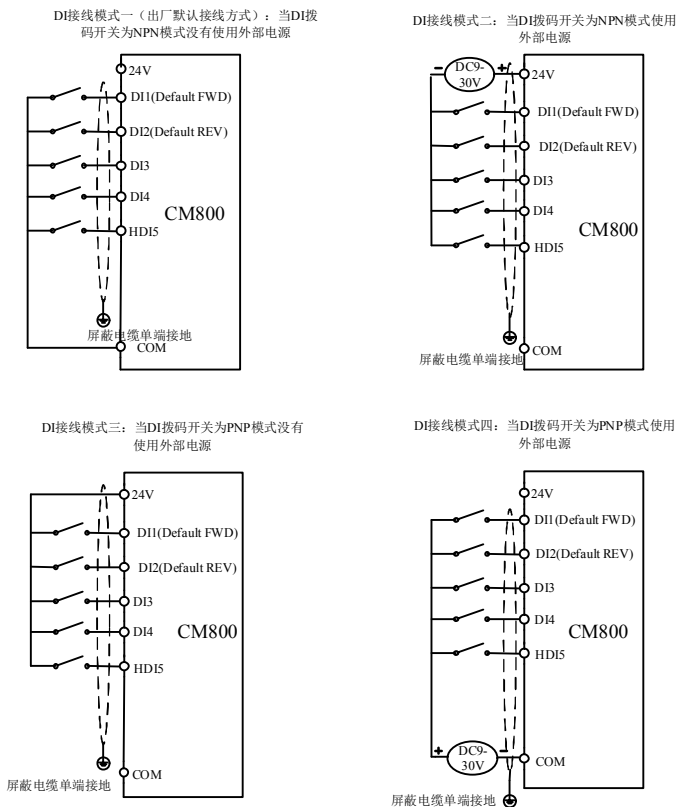 DI接线模式一（出厂默认接线方式）：当DI拨
码开关为NPN模式没有使用外部电源
24V
DI1(Default FWD)
DI2(Default REV)
DI3
DI4
CM800
HDI5
屏蔽电缆单端接地
COM
DI接线模式二：当DI拨码开关为NPN模式使用
外部电源
－
DC9-
30V
+
24V
DI1(Default FWD)
DI2(Default REV)
DI3
DI4
CM800
HDI5
COM
屏蔽电缆单端接地
DI接线模式三：当DI拨码开关为PNP模式没有
使用外部电源
24V
DI1(Default FWD)
DI2(Default REV)
DI3
DI4
CM800
HDI5
COM
屏蔽电缆单端接地
DI接线模式四：当DI拨码开关为PNP模式使用
外部电源
24V
DI1(Default FWD)
DI2(Default REV)
DI3
DI4
CM800
HDI5
+
DC9-
30V
－
COM
屏蔽电缆单端接地